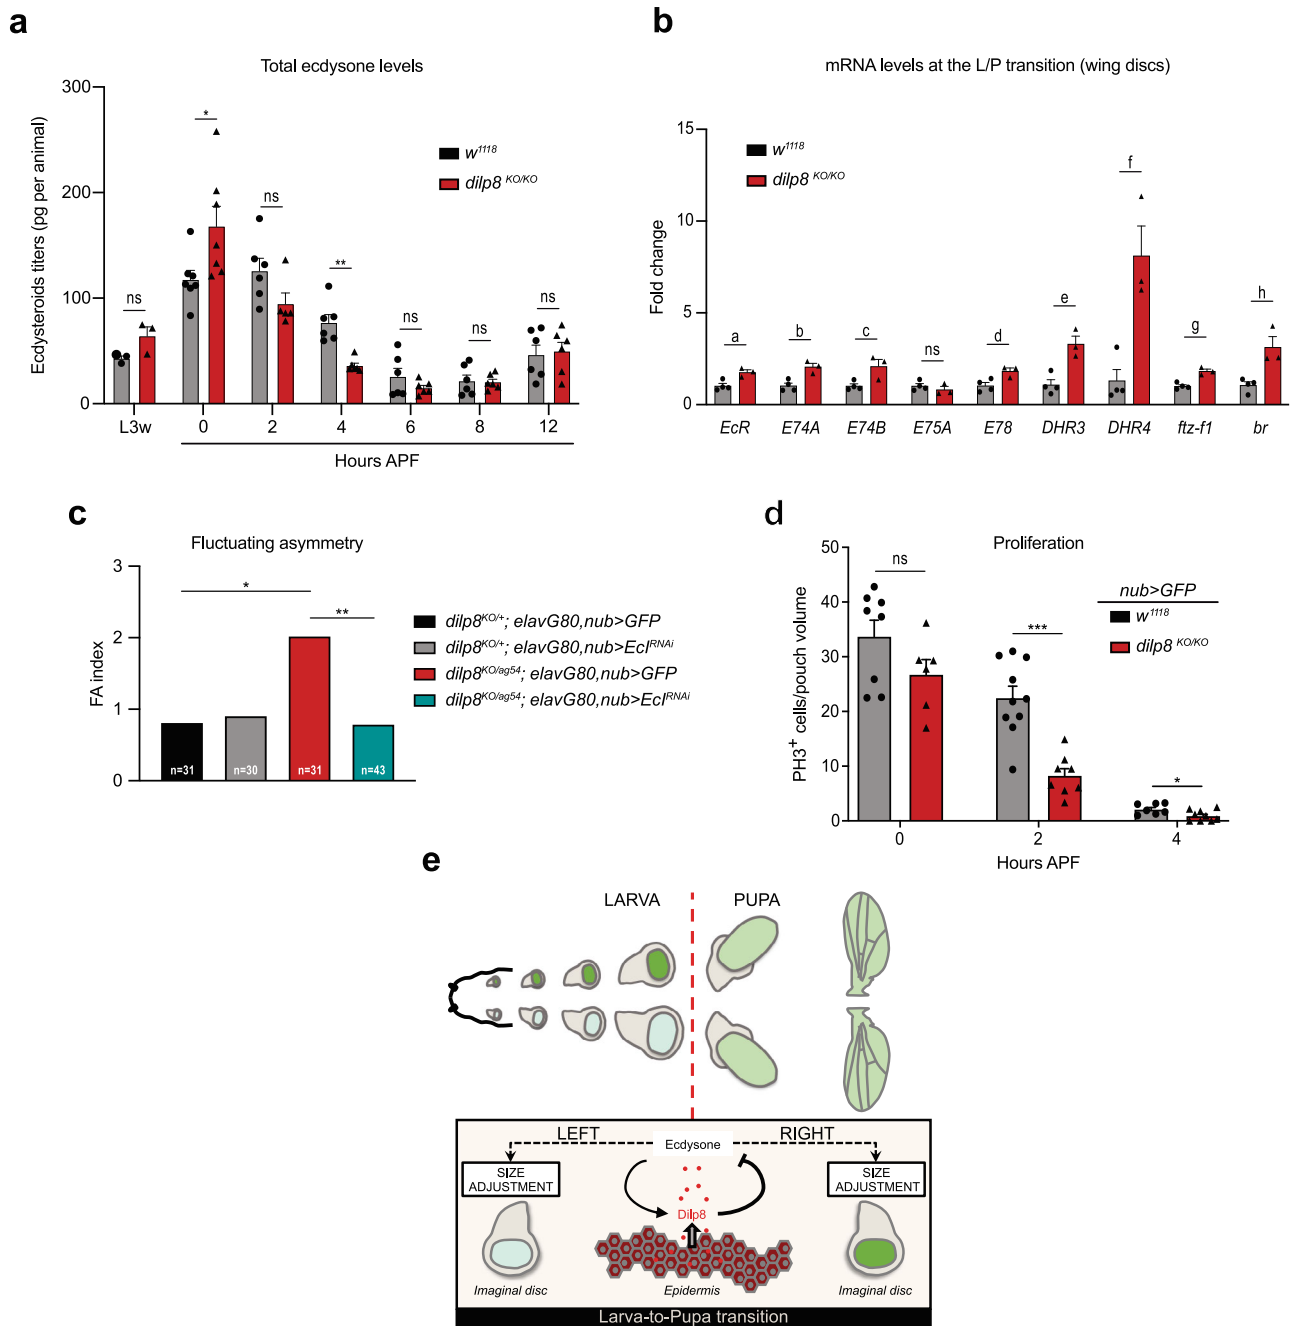 a
Total ecdysone levels
Ecdysteroids titers (pg per animal)
300
200
100
0
ns
*
ns
**
ns
ns
ns
w1118
dilp8 KO/KO
L3w
0
2
4
6
8
12
Hours APF
b
mRNA levels at the L/P transition (wing discs)
Fold change
15
10
5
0
w1118
dilp8 KO/KO
a
b
c
ns
d
e
f
g
h
EcR
E74A
E74B
E75A
E78
DHR3
DHR4
ftz-f1
br
c
Fluctuating asymmetry
FA index
3
2
1
0
*
**
n=31
n=30
n=31
n=43
dilp8KO/+; elavG80,nub>GFP
dilp8KO/+; elavG80,nub>EcIRNAi
dilp8KO/ag54; elavG80,nub>GFP
dilp8KO/ag54; elavG80,nub>EcIRNAi
d
Proliferation
PH3+ cells/pouch volume
50
40
30
20
10
0
ns
***
*
nub>GFP
w1118
dilp8 KO/KO
0
2
4
Hours APF
e
LARVA
PUPA
LEFT
Ecdysone
RIGHT
SIZE
ADJUSTMENT
SIZE
ADJUSTMENT
Dilp8
Imaginal disc
Epidermis
Imaginal disc
Larva-to-Pupa transition